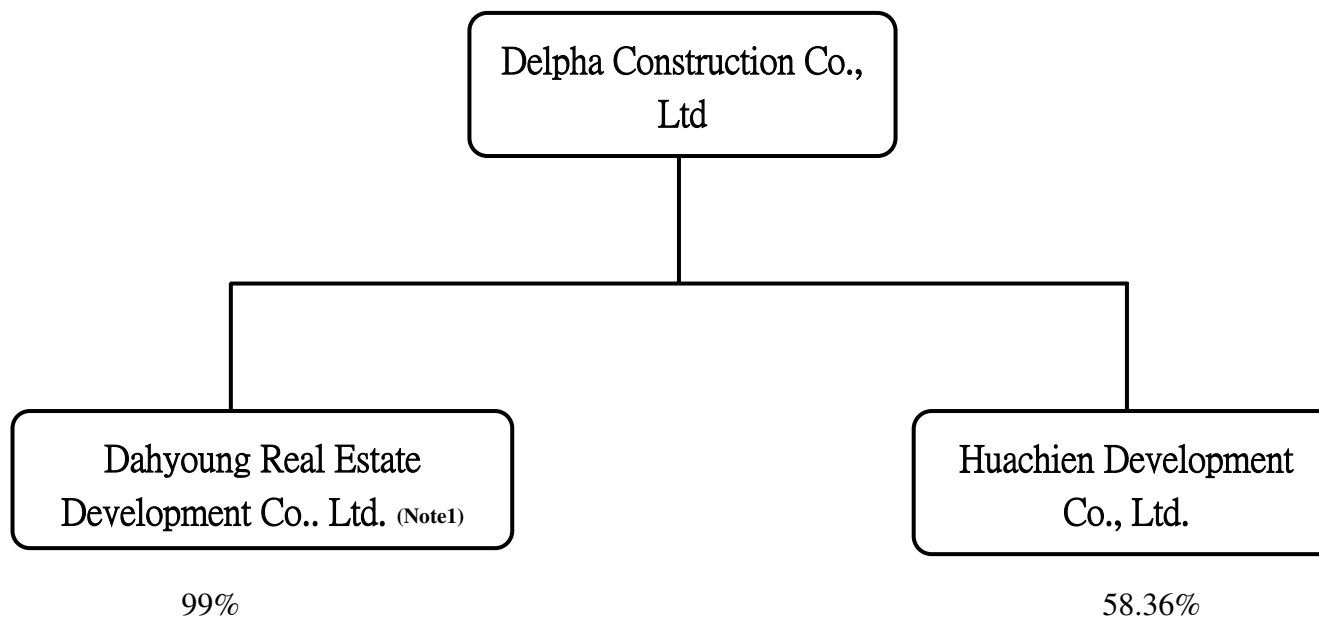 Delpha Construction Co.,
Ltd
Dahyoung Real Estate
Development Co.. Ltd. (Note1)
Huachien Development
Co., Ltd.
99%
58.36%